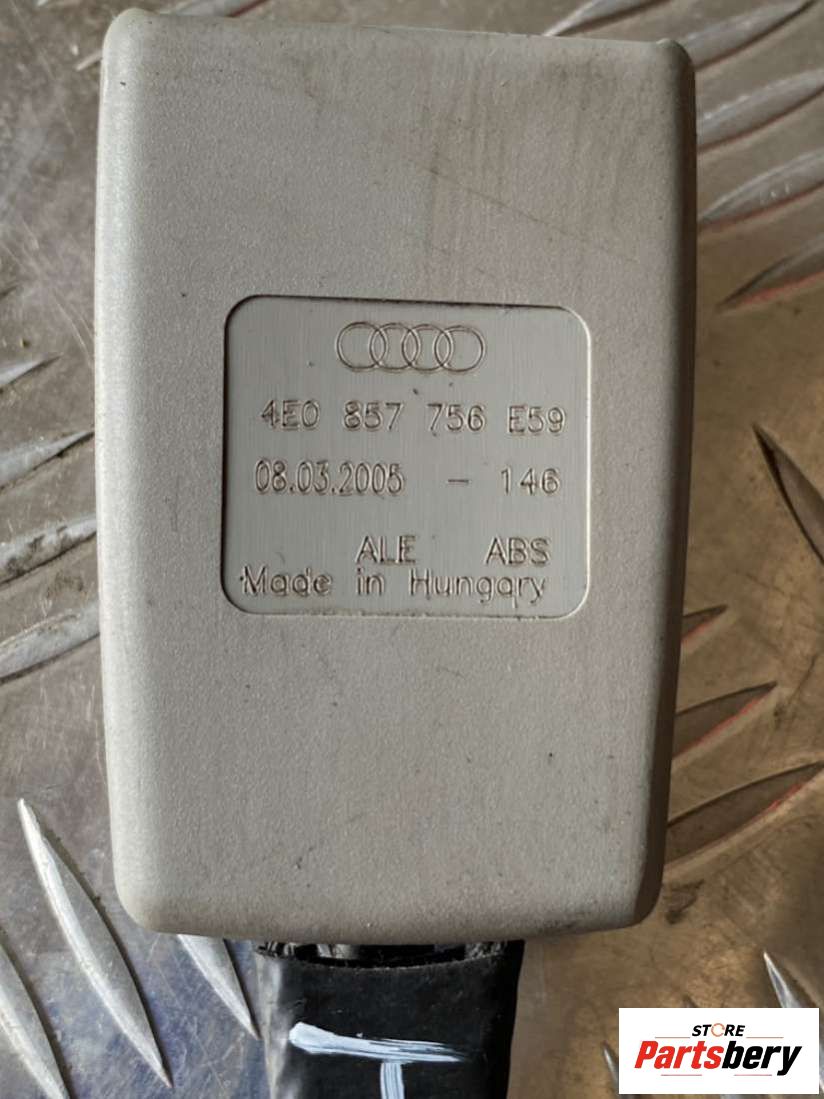 4E0 857 756 E59
08.03.2005 - 146
ALE ABS
Made in Hungary
STORE
Partsbery